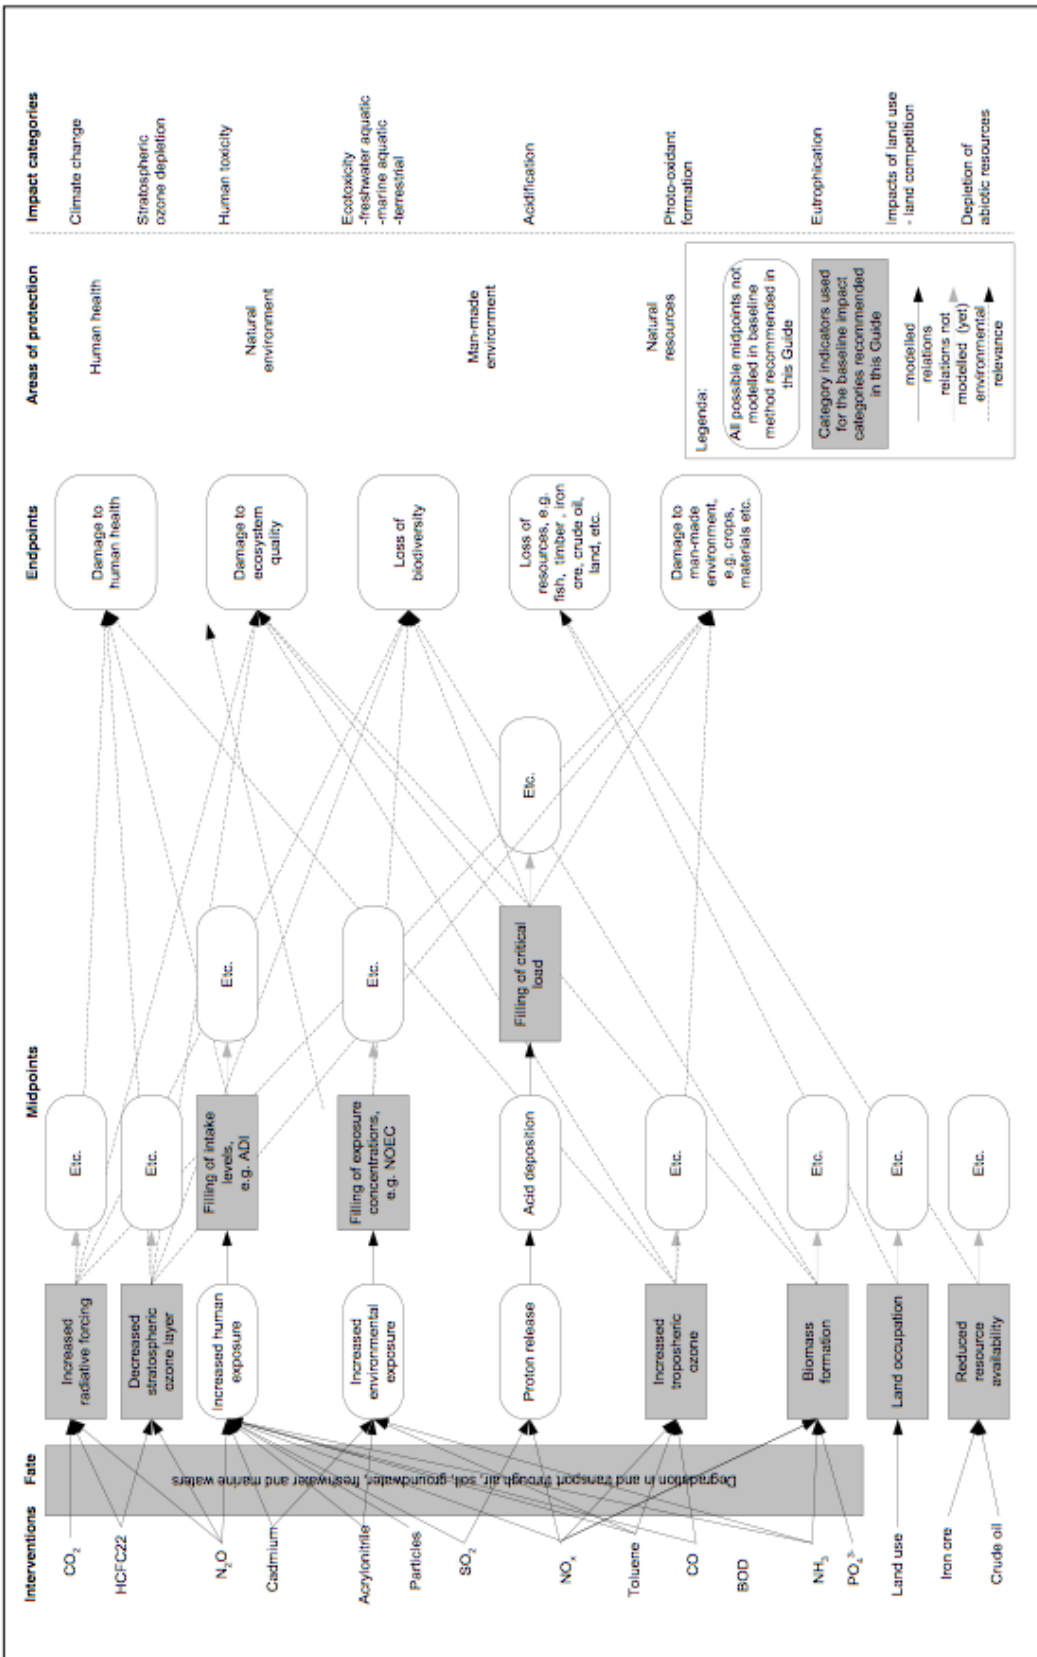 Interventions
Fate
Midpoints
Endpoints
Areas of protection
Impact categories
CO2
HCFC22
N2O
Cadmium
Acrylonitrile
Particles
SO2
NOx
Toluene
CO
BOD
NH3
PO4 3-
Land use
Iron ore
Crude oil
Degradation in and transport through air, soil, groundwater, freshwater, and marine waters
Increased
radiative forcing
Decreased
stratospheric
ozone layer
Increased human
exposure
Increased
environmental
exposure
Proton release
Increased
troposheric
ozone
Biomass
formation
Land occupation
Reduced
resource
availability
Etc.
Etc.
Filling of intake
levels,
e.g. ADI
Filling of exposure
concentrations,
e.g. NOEC
Acid deposition
Etc.
Etc.
Etc.
Etc.
Etc.
Etc.
Filling of critical
load
Etc.
Damage to
human health
Damage to
ecosystem
quality
Loss of
biodiversity
Loss of
resources, e.g.
fish, timber , iron
ore, crude oil,
land, etc.
Damage to
man-made
environment,
e.g. crops,
materials etc.
Human health
Natural
environment
Man-made
environment
Natural
resources
Legenda:
All possible midpoints not
modelled in baseline
method recommended in
this Guide
Category indicators used
for the baseline impact
categories recommended
in this Guide
modelled
relations
relations not
modelled (yet)
environmental
relevance
Climate change
Stratospheric
ozone depletion
Human toxicity
Ecotoxicity
-freshwater aquatic
-marine aquatic
-terrestrial
Acidification
Photo-oxidant
formation
Eutrophication
Impacts of land use
- land competition
Depletion of
abiotic resources